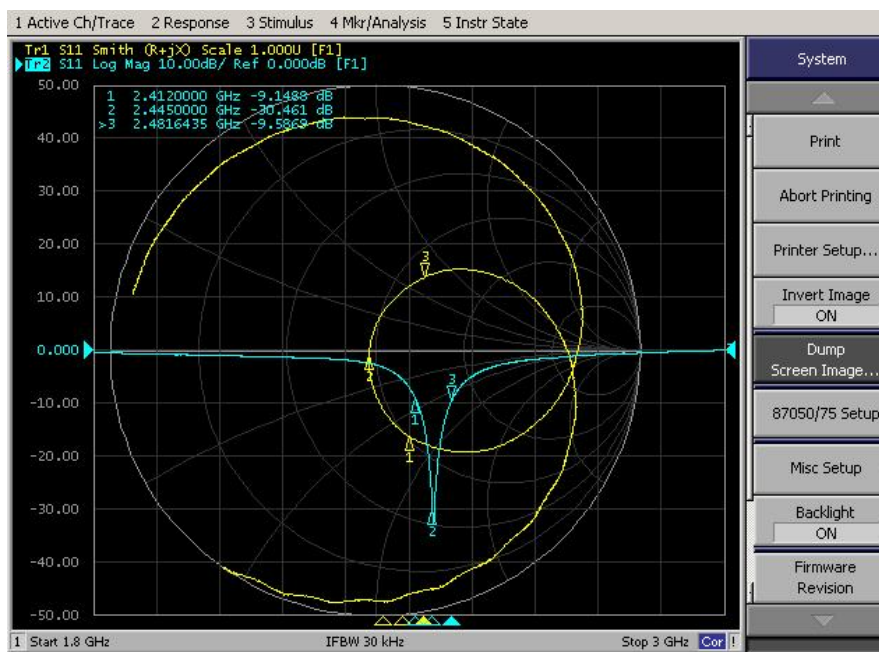 1 Active Ch/Trace 2 Response 3 Stimulus 4 Mkr/Analysis 5 Instr State
Tr1 S11 Smith (R+jX) Scale 1.000U [F1]
Tr2 S11 Log Mag 10.00dB/ Ref 0.000dB [F1]
50.00
1 2.4120000 GHz -9.1488 dB
2 2.4450000 GHz -30.461 dB
>3 2.4816435 GHz -9.5869 dB
40.00
30.00
20.00
10.00
0.000
-10.00
-20.00
-30.00
-40.00
-50.00
3
2
1
3
1
2
1 Start 1.8 GHz IFBW 30 kHz Stop 3 GHz Cor !
System
Print
Abort Printing
Printer Setup...
Invert Image
ON
Dump
Screen Image...
87050/75 Setup
Misc Setup
Backlight
ON
Firmware
Revision